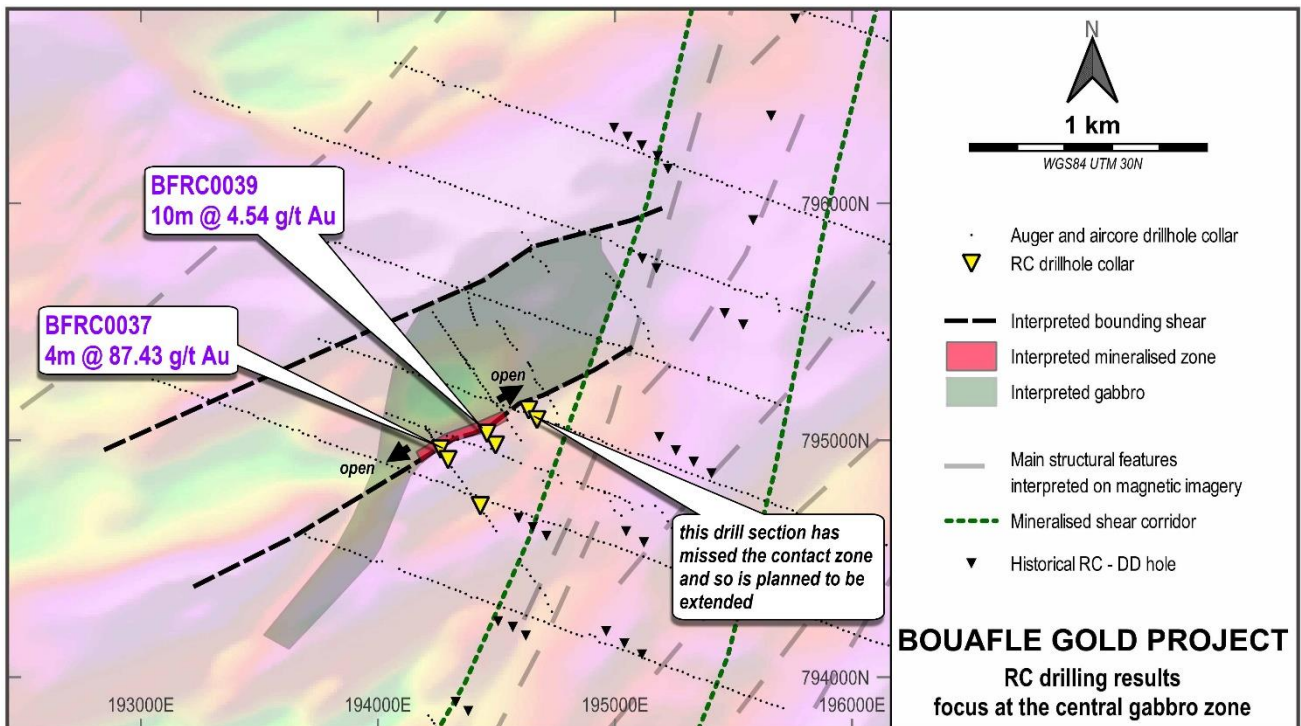 BFRC0039
10m @ 4.54 g/t Au
BFRC0037
4m @ 87.43 g/t Au
open
open
this drill section has
missed the contact zone
and so is planned to be
extended
796000N
795000N
794000N
193000E
194000E
195000E
196000E
N
1 km
WGS84 UTM 30N
Auger and aircore drillhole collar
RC drillhole collar
Interpreted bounding shear
Interpreted mineralised zone
Interpreted gabbro
Main structural features
interpreted on magnetic imagery
Mineralised shear corridor
Historical RC - DD hole
BOUAFLE GOLD PROJECT
RC drilling results
focus at the central gabbro zone